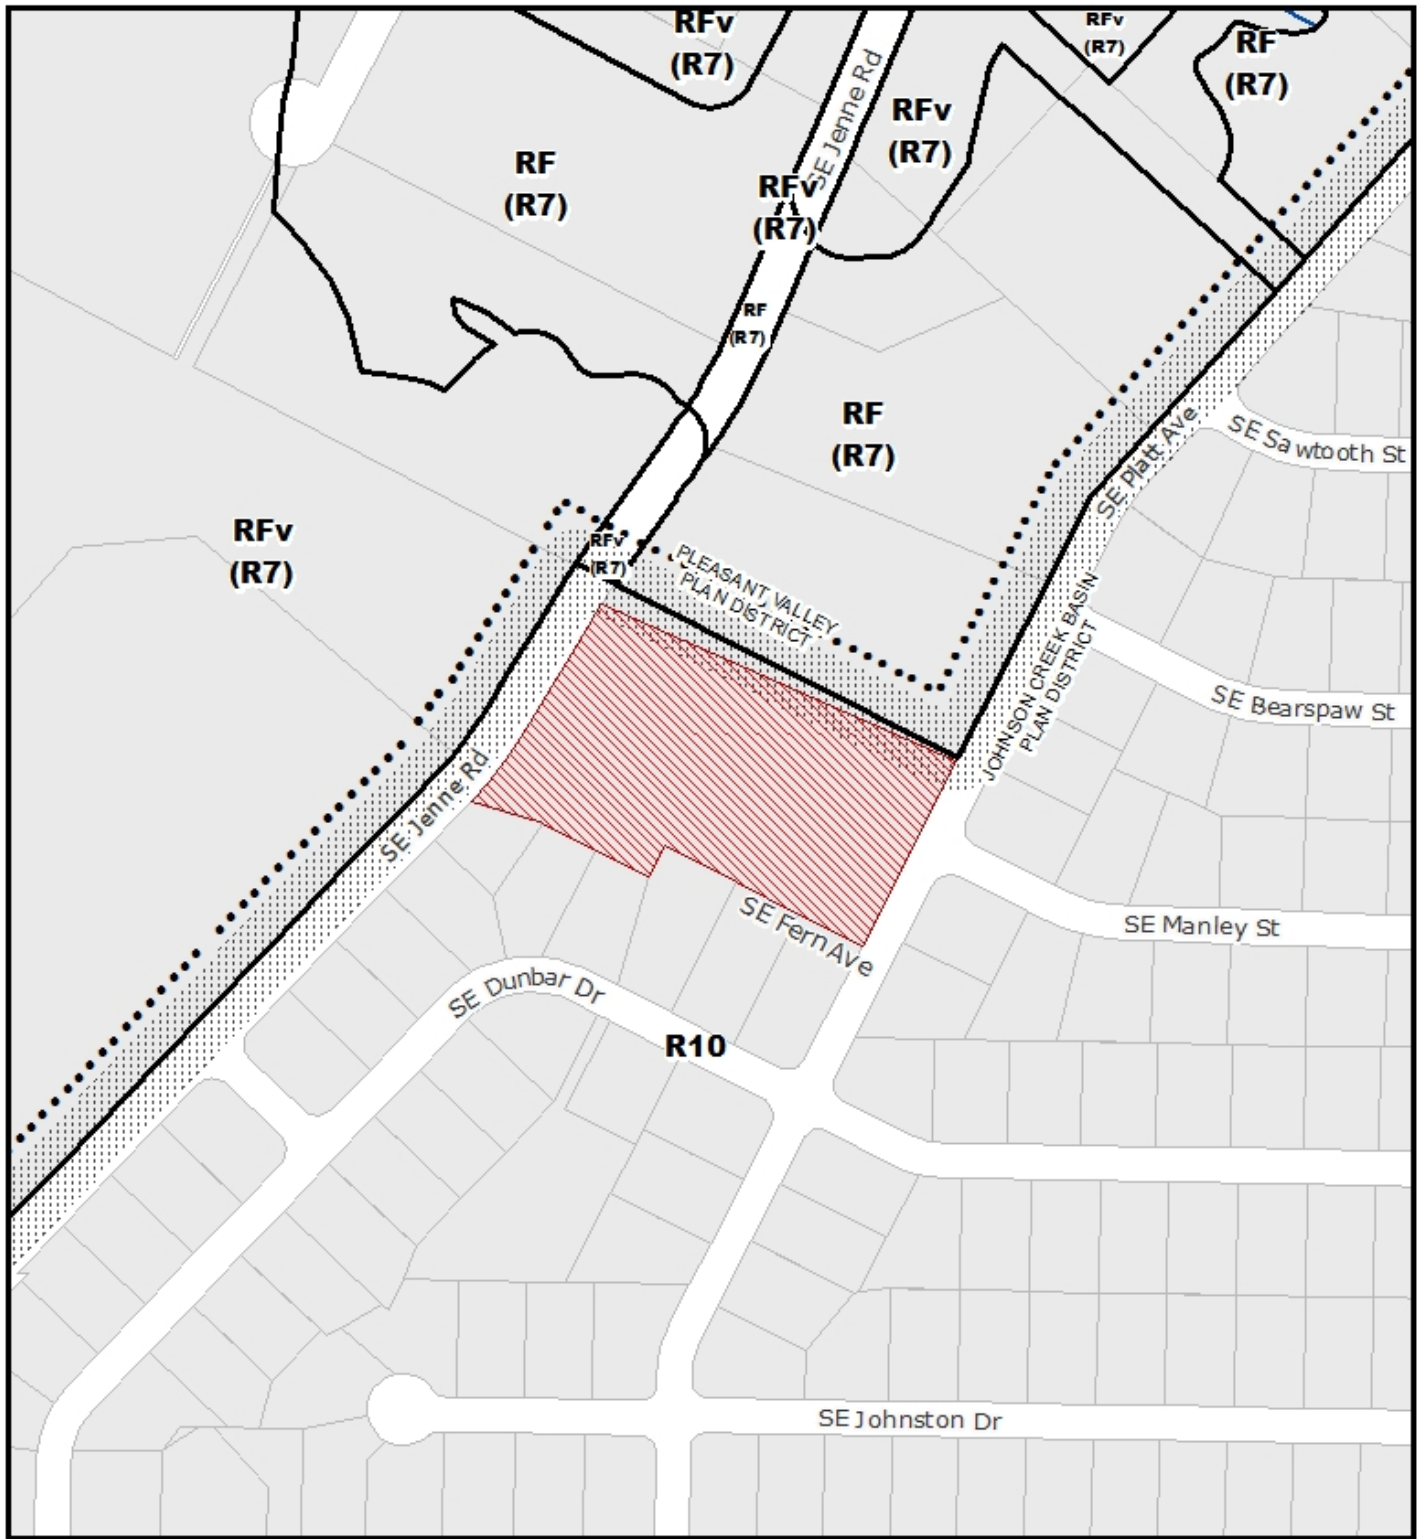 RFv
(R7)
RFv
(R7)
RF
(R7)
SE Jenne Rd
RFv
(R7)
RF
(R7)
RFv
(R7)
RF
(R7)
RF
(R7)
SE Platt Ave
SE Sawtooth St
RFv
(R7)
RFv
(R7)
PLEASANT VALLEY
PLAN DISTRICT
JOHNSON CREEK BASIN
PLAN DISTRICT
SE Bearspaw St
SE Jenne Rd
SE Fern Ave
SE Manley St
SE Dunbar Dr
R10
SE Johnston Dr